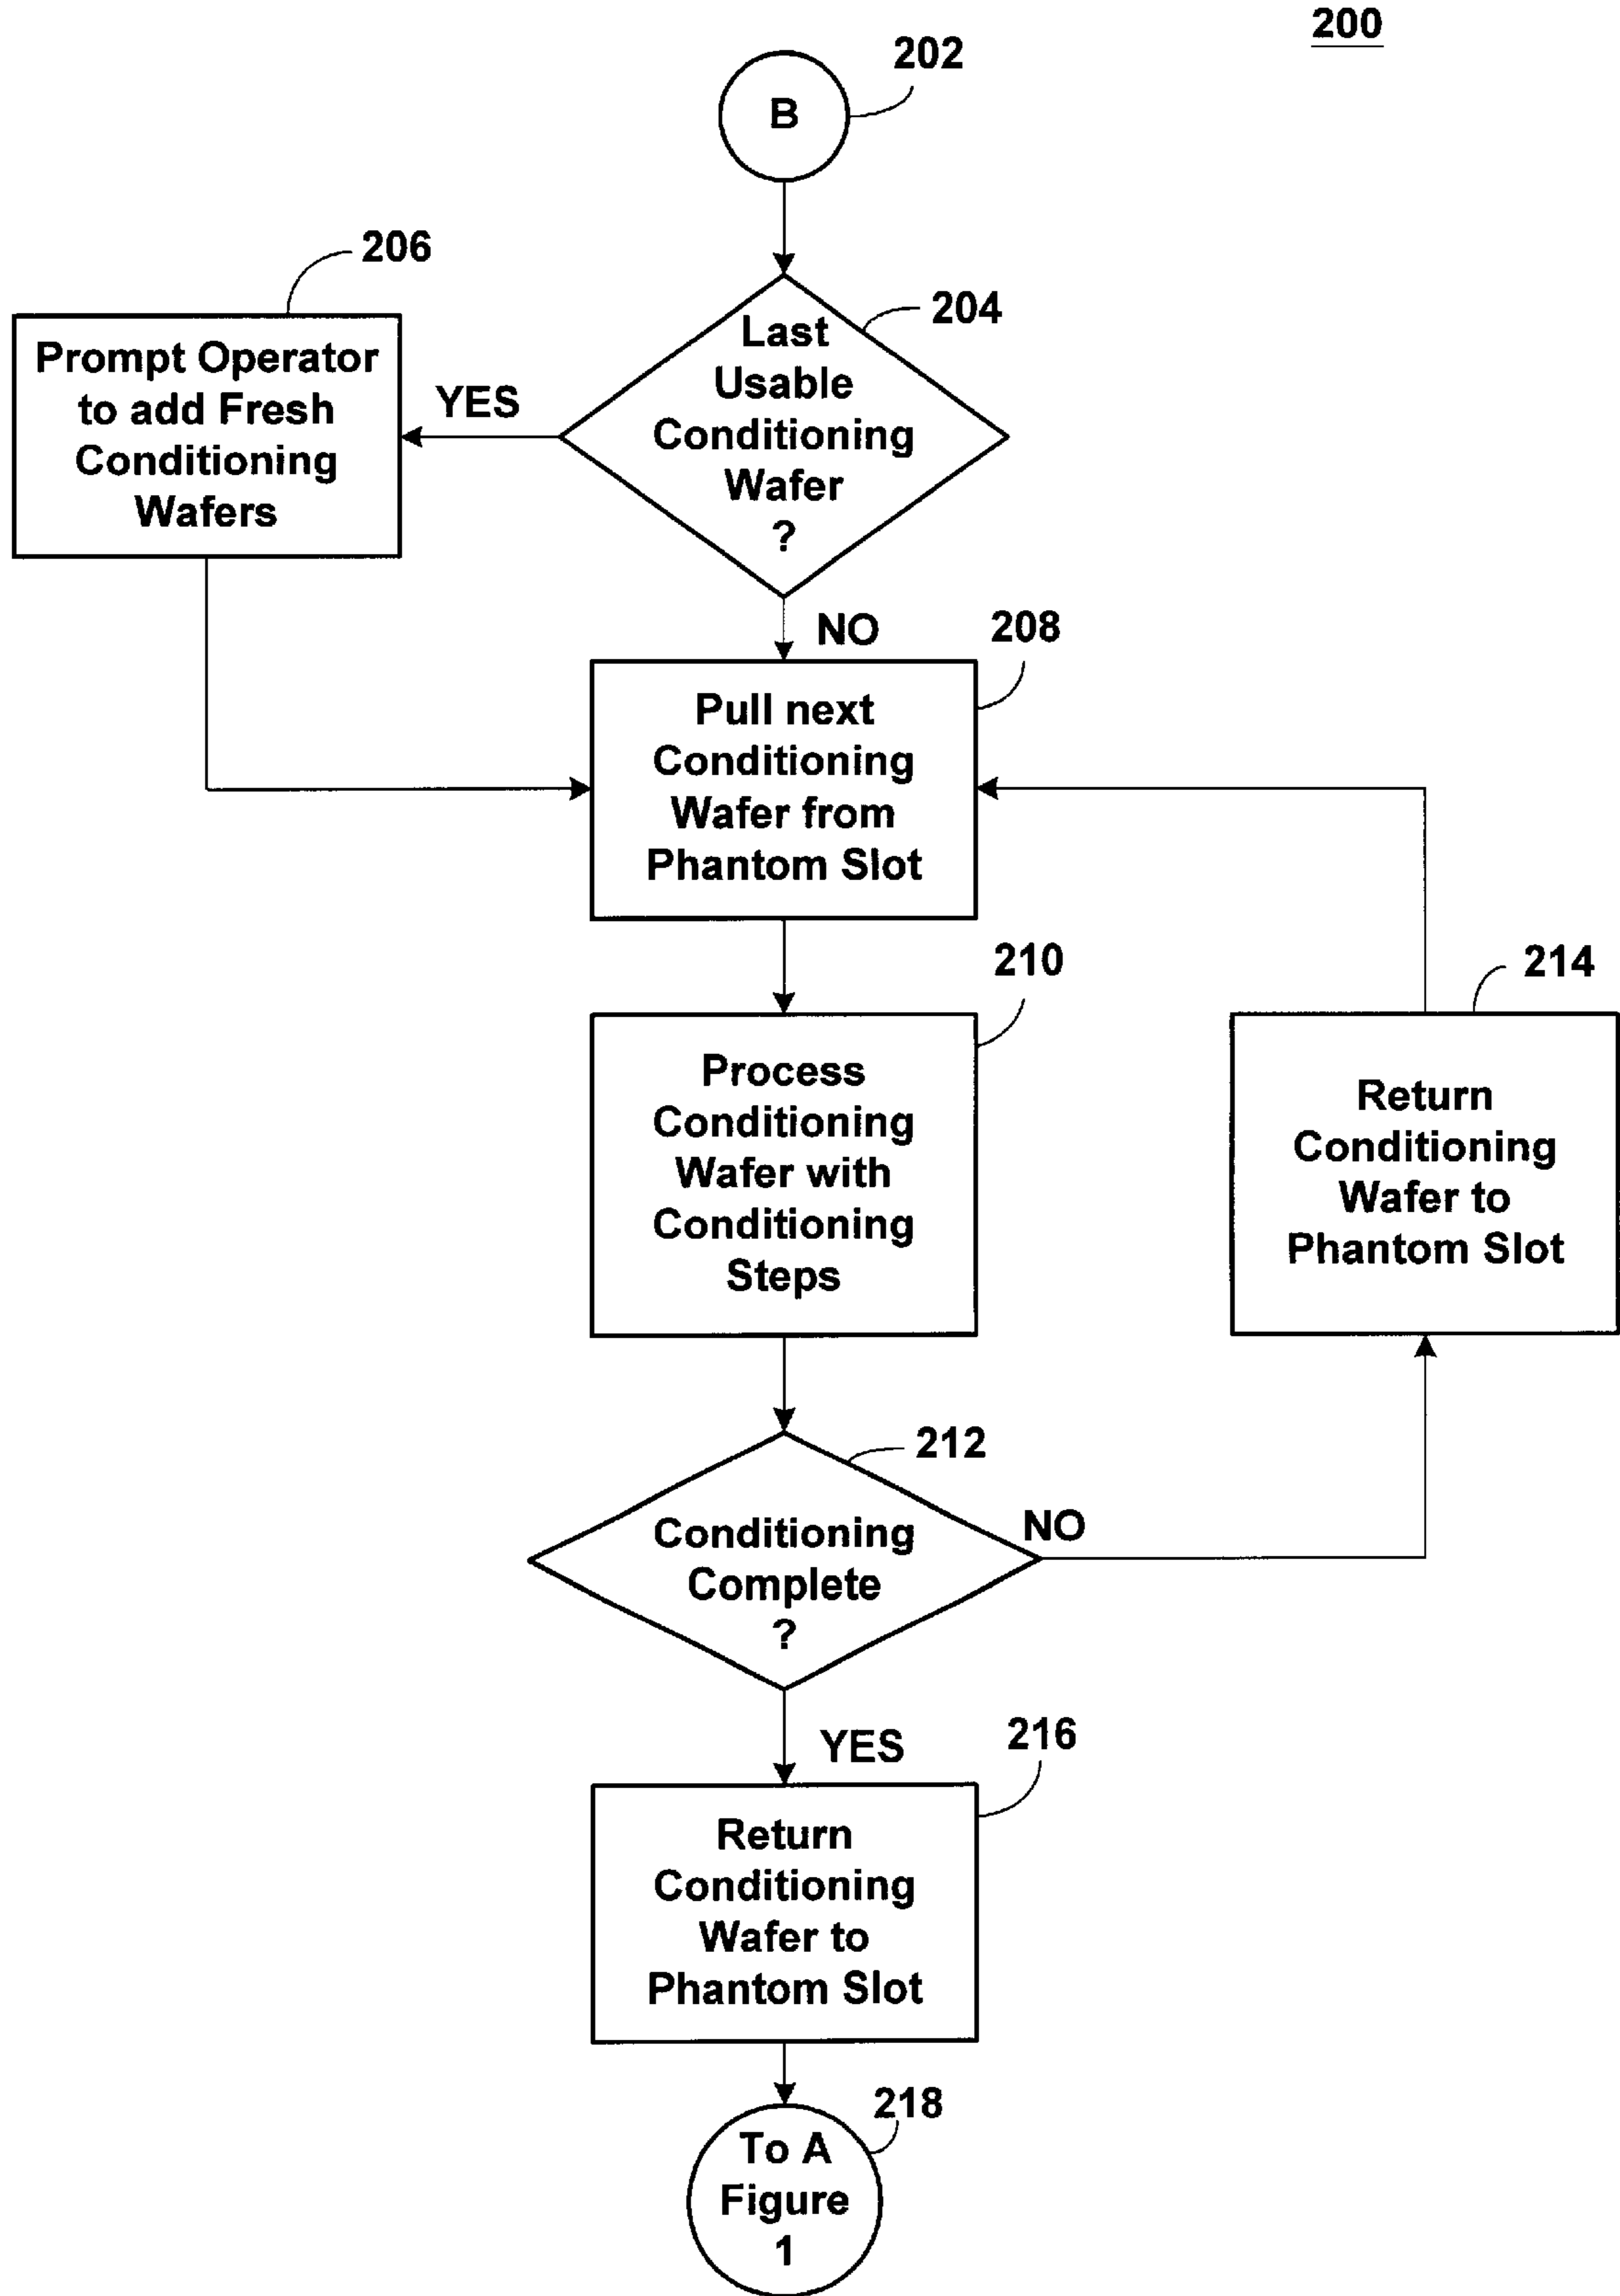 200
202
B
206
204
Prompt Operator
to add Fresh
Conditioning
Wafers
YES
Last
Usable
Conditioning
Wafer
?
NO
208
Pull next
Conditioning
Wafer from
Phantom Slot
210
Process
Conditioning
Wafer with
Conditioning
Steps
214
Return
Conditioning
Wafer to
Phantom Slot
212
Conditioning
Complete
?
NO
YES
216
Return
Conditioning
Wafer to
Phantom Slot
218
To A
Figure
1